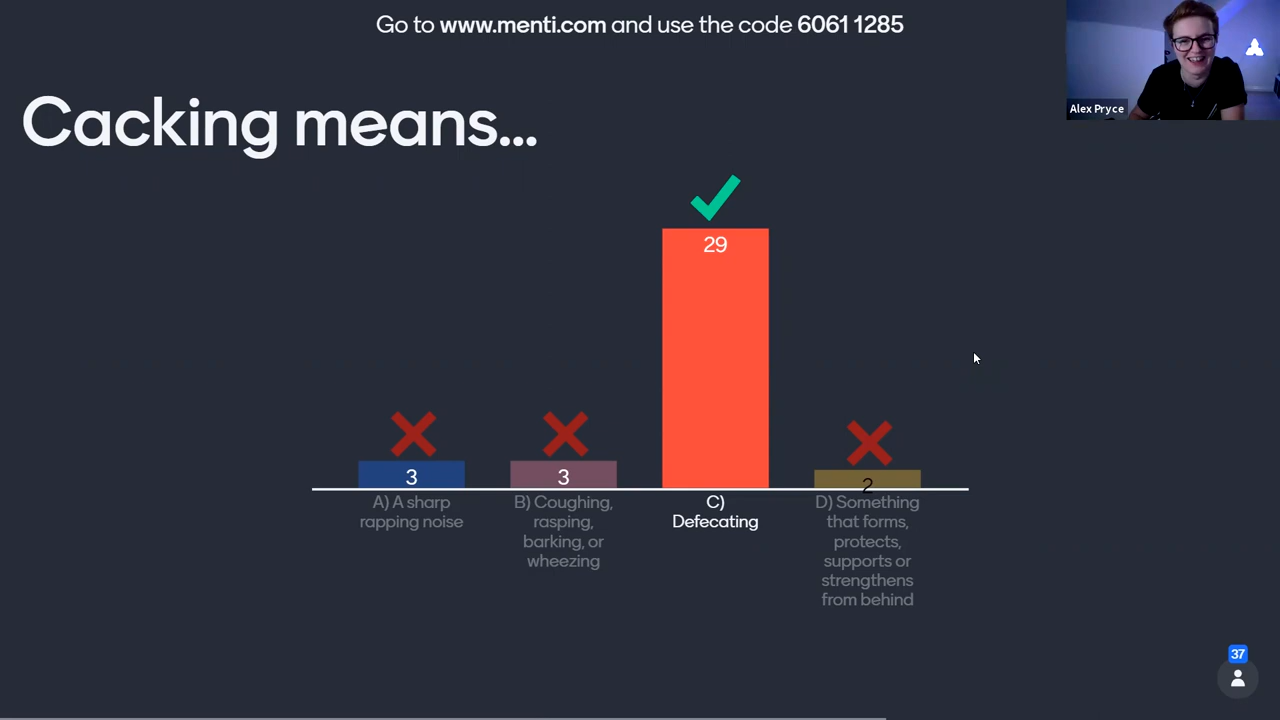 Go to www.menti.com and use the code 6061 1285
Alex Pryce
Cacking means...
29
3
3
2
A) A sharp
rapping noise
B) Coughing,
rasping,
barking, or
wheezing
C)
Defecating
D) Something
that forms,
protects,
supports or
strengthens
from behind
37